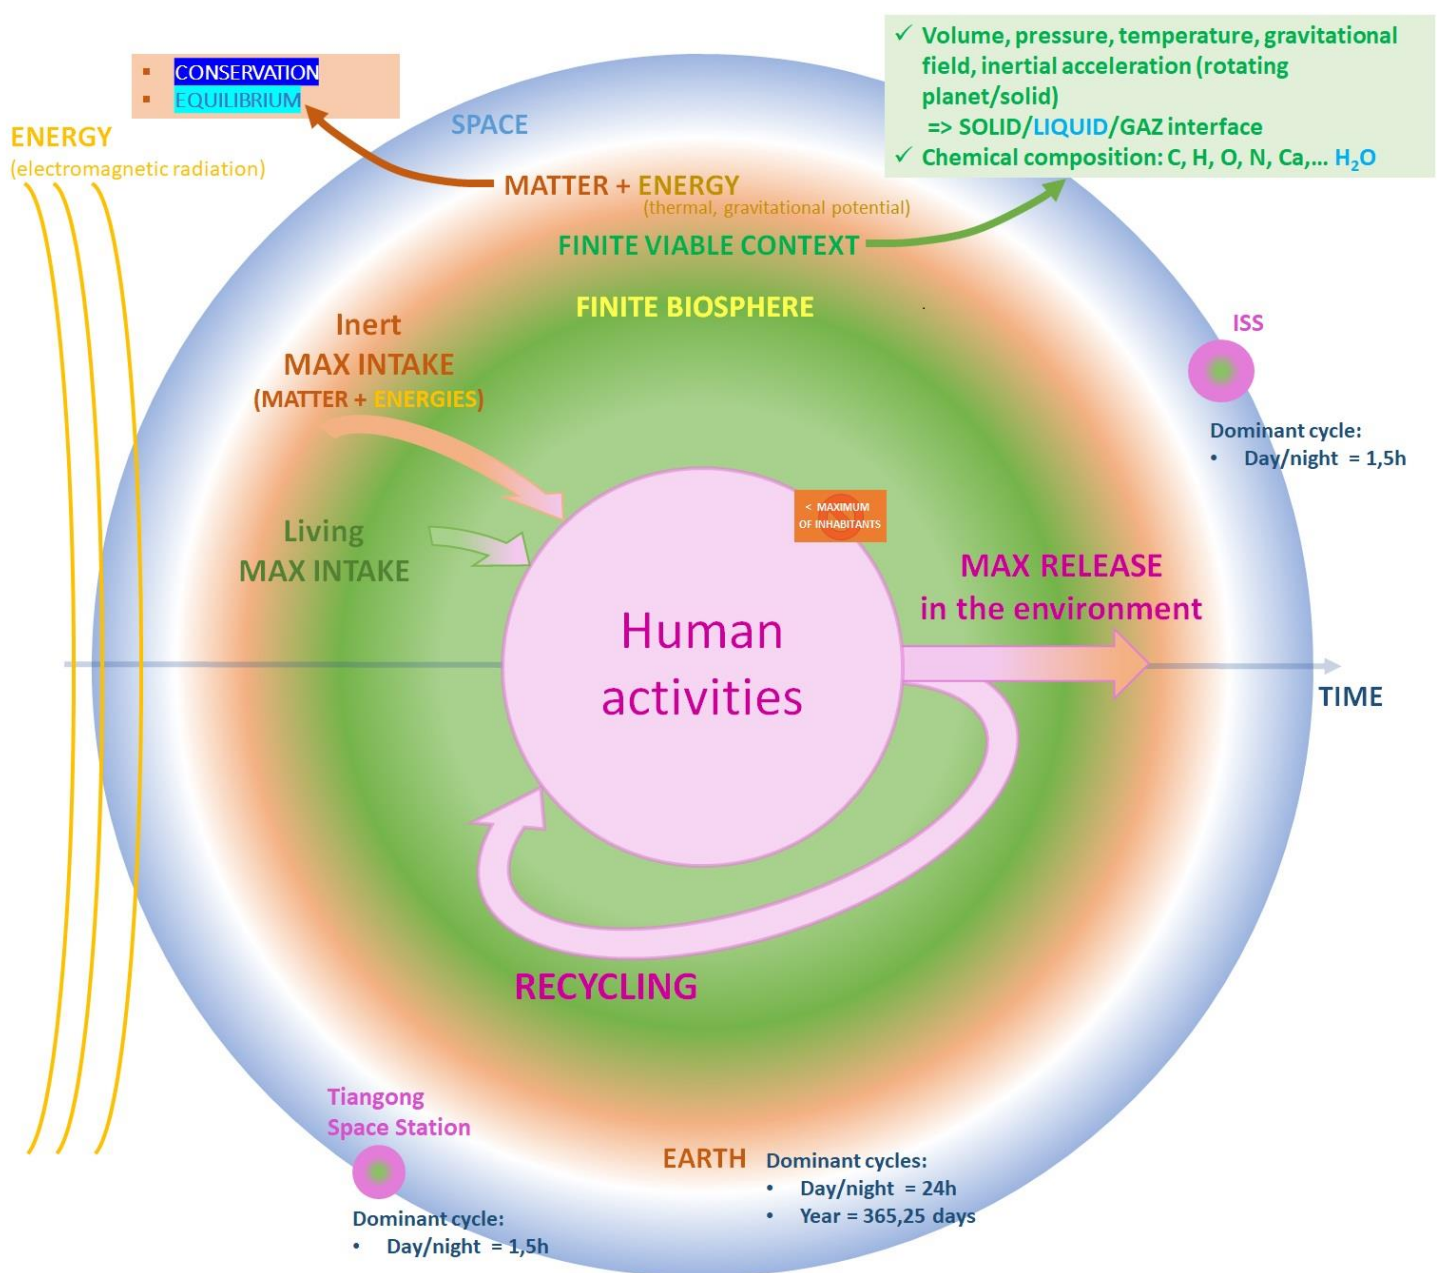 ✓ Volume, pressure, temperature, gravitational
field, inertial acceleration (rotating
planet/solid)
=> SOLID/LIQUID/GAZ interface
✓ Chemical composition: C, H, O, N, Ca,... H₂O
▪ CONSERVATION
▪ EQUILIBRIUM
ENERGY
(electromagnetic radiation)
SPACE
MATTER + ENERGY
(thermal, gravitational potential)
FINITE VIABLE CONTEXT
FINITE BIOSPHERE
Inert
MAX INTAKE
(MATTER + ENERGIES)
ISS
Dominant cycle:
• Day/night = 1,5h
Living
MAX INTAKE
< MAXIMUM
OF INHABITANTS
MAX RELEASE
in the environment
Human
activities
TIME
RECYCLING
Tiangong
Space Station
Dominant cycle:
• Day/night = 1,5h
EARTH
Dominant cycles:
• Day/night = 24h
• Year = 365,25 days